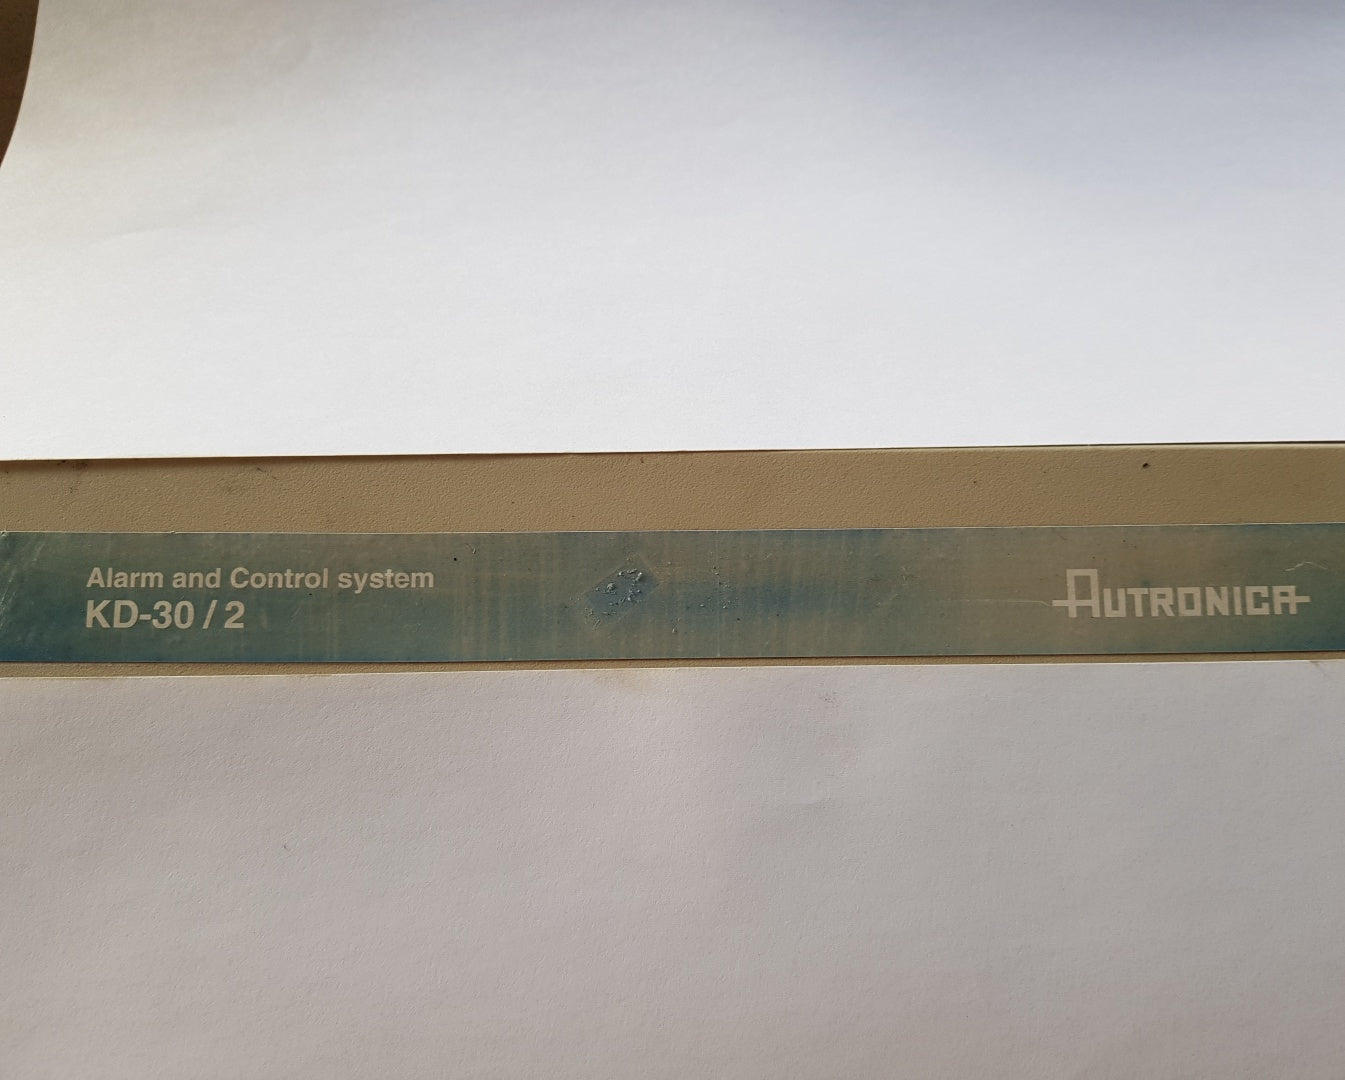 Alarm and Control system
KD-30 / 2
AUTRONICA